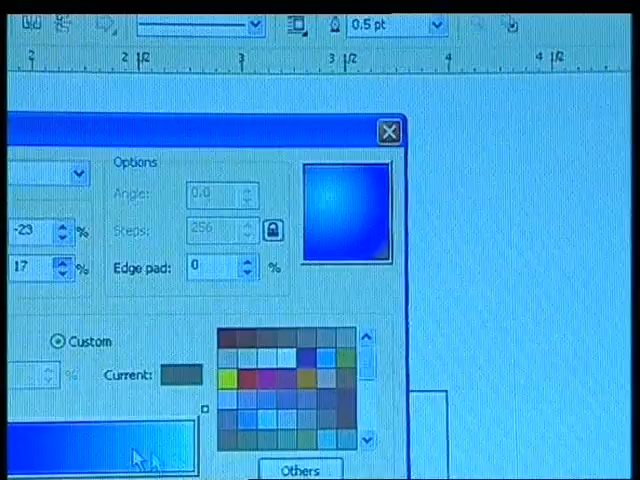 0.5 pt
2 2 1/2 3 3 1/2 4 4 1/2
Options
Angle: 0.0
-23 % Steps: 256
17 % Edge pad: 0 %
Custom
% Current:
Others